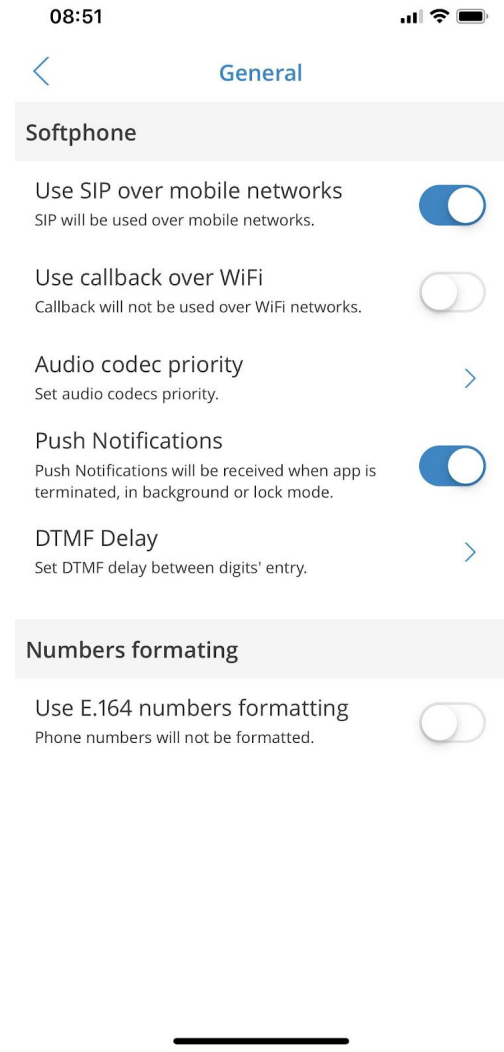 08:51
General
Softphone
Use SIP over mobile networks
SIP will be used over mobile networks.
Use callback over WiFi
Callback will not be used over WiFi networks.
Audio codec priority
Set audio codecs priority.
Push Notifications
Push Notifications will be received when app is
terminated, in background or lock mode.
DTMF Delay
Set DTMF delay between digits' entry.
Numbers formating
Use E.164 numbers formatting
Phone numbers will not be formatted.